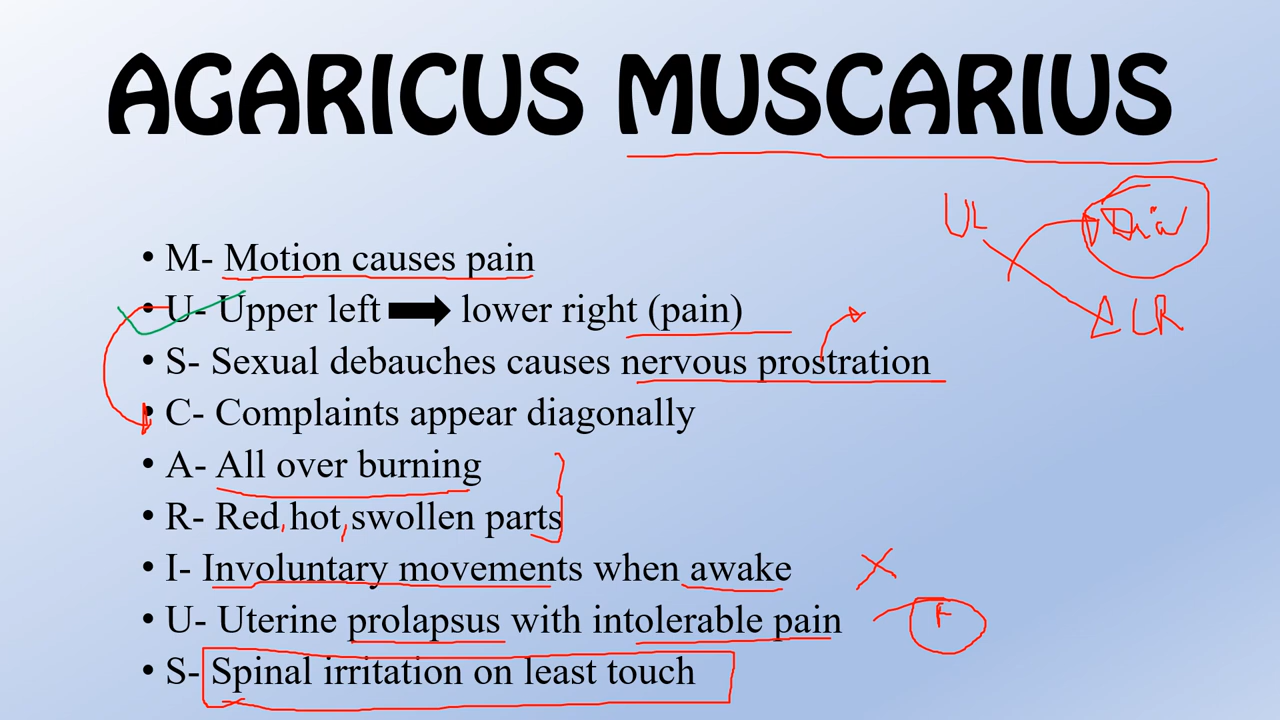 AGARICUS MUSCARIUS
• M- Motion causes pain
• U- Upper left ➡ lower right (pain)
• S- Sexual debauches causes nervous prostration
• C- Complaints appear diagonally
• A- All over burning
• R- Red, hot, swollen parts
• I- Involuntary movements when awake
• U- Uterine prolapsus with intolerable pain
• S- Spinal irritation on least touch
UL
LR
F